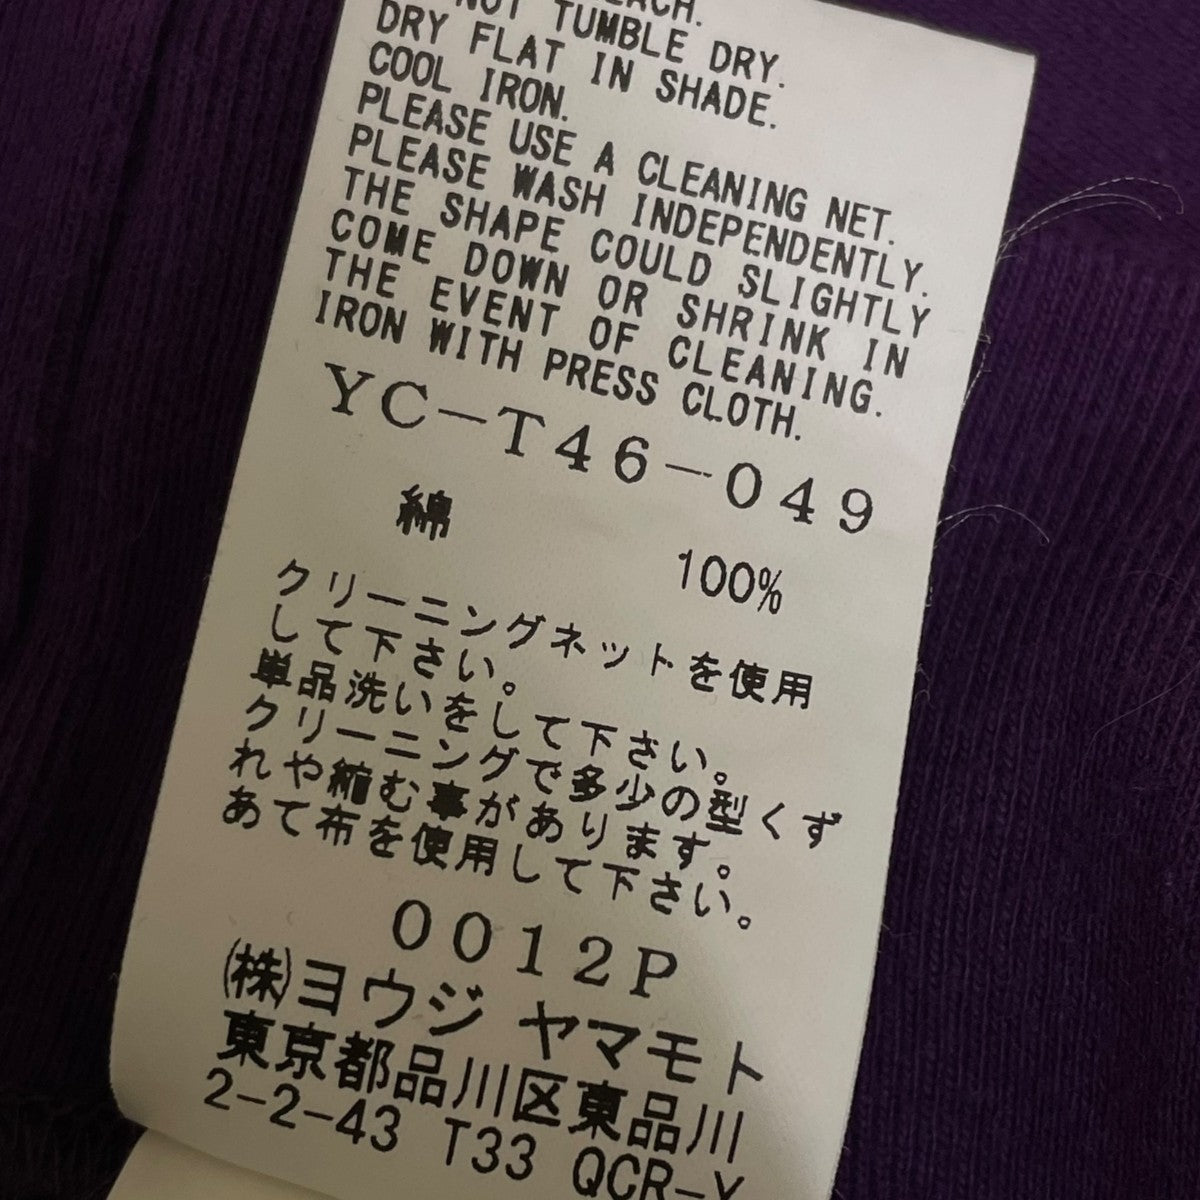 NOT TUMBLE DRY.
DRY FLAT IN SHADE.
COOL IRON.
PLEASE USE A CLEANING NET.
PLEASE WASH INDEPENDENTLY.
THE SHAPE COULD SLIGHTLY
COME DOWN OR SHRINK IN
THE EVENT OF CLEANING.
IRON WITH PRESS CLOTH.
YC-T46-049
綿 100%
クリーニングネットを使用
して下さい。
単品洗いをして下さい。
クリーニングで多少の型くず
れや縮む事があります。
あて布を使用して下さい。
0012P
(株)ヨウジ ヤマモト
東京都品川区東品川
2-2-43 T33 QCR-Y